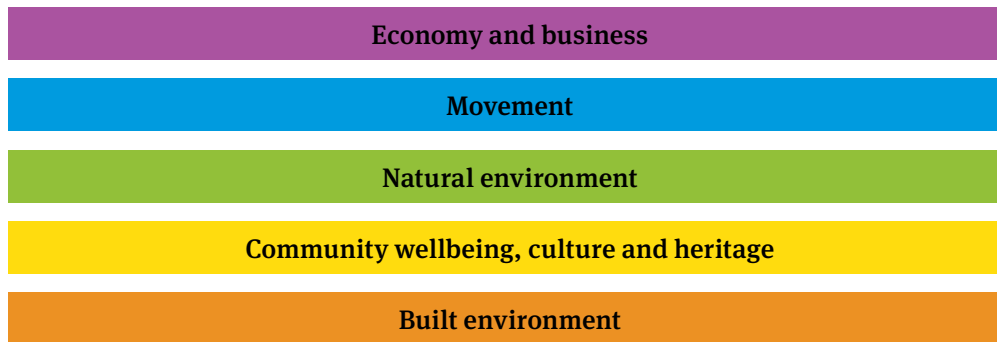 Economy and business
Movement
Natural environment
Community wellbeing, culture and heritage
Built environment